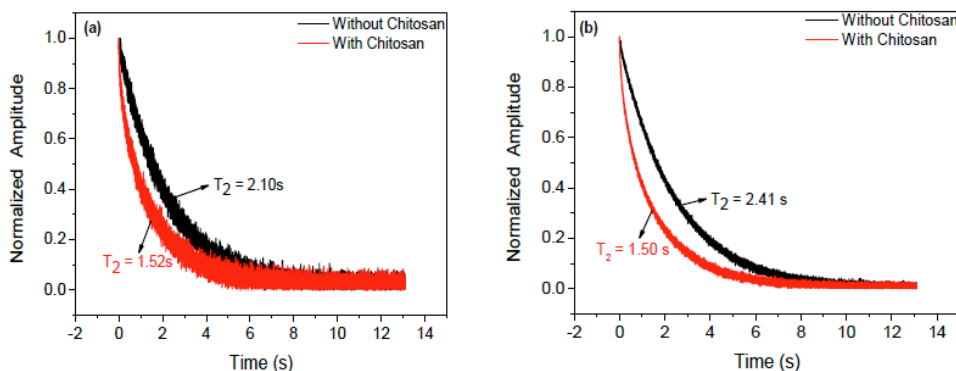 (a)
Without Chitosan
With Chitosan
1.0
0.8
0.6
0.4
0.2
0.0
Normalized Amplitude
T2 = 2.10s
T2 = 1.52s
-2 0 2 4 6 8 10 12 14
Time (s)
(b)
Without Chitosan
With Chitosan
1.0
0.8
0.6
0.4
0.2
0.0
Normalized Amplitude
T2 = 2.41 s
T2 = 1.50 s
-2 0 2 4 6 8 10 12 14
Time (s)